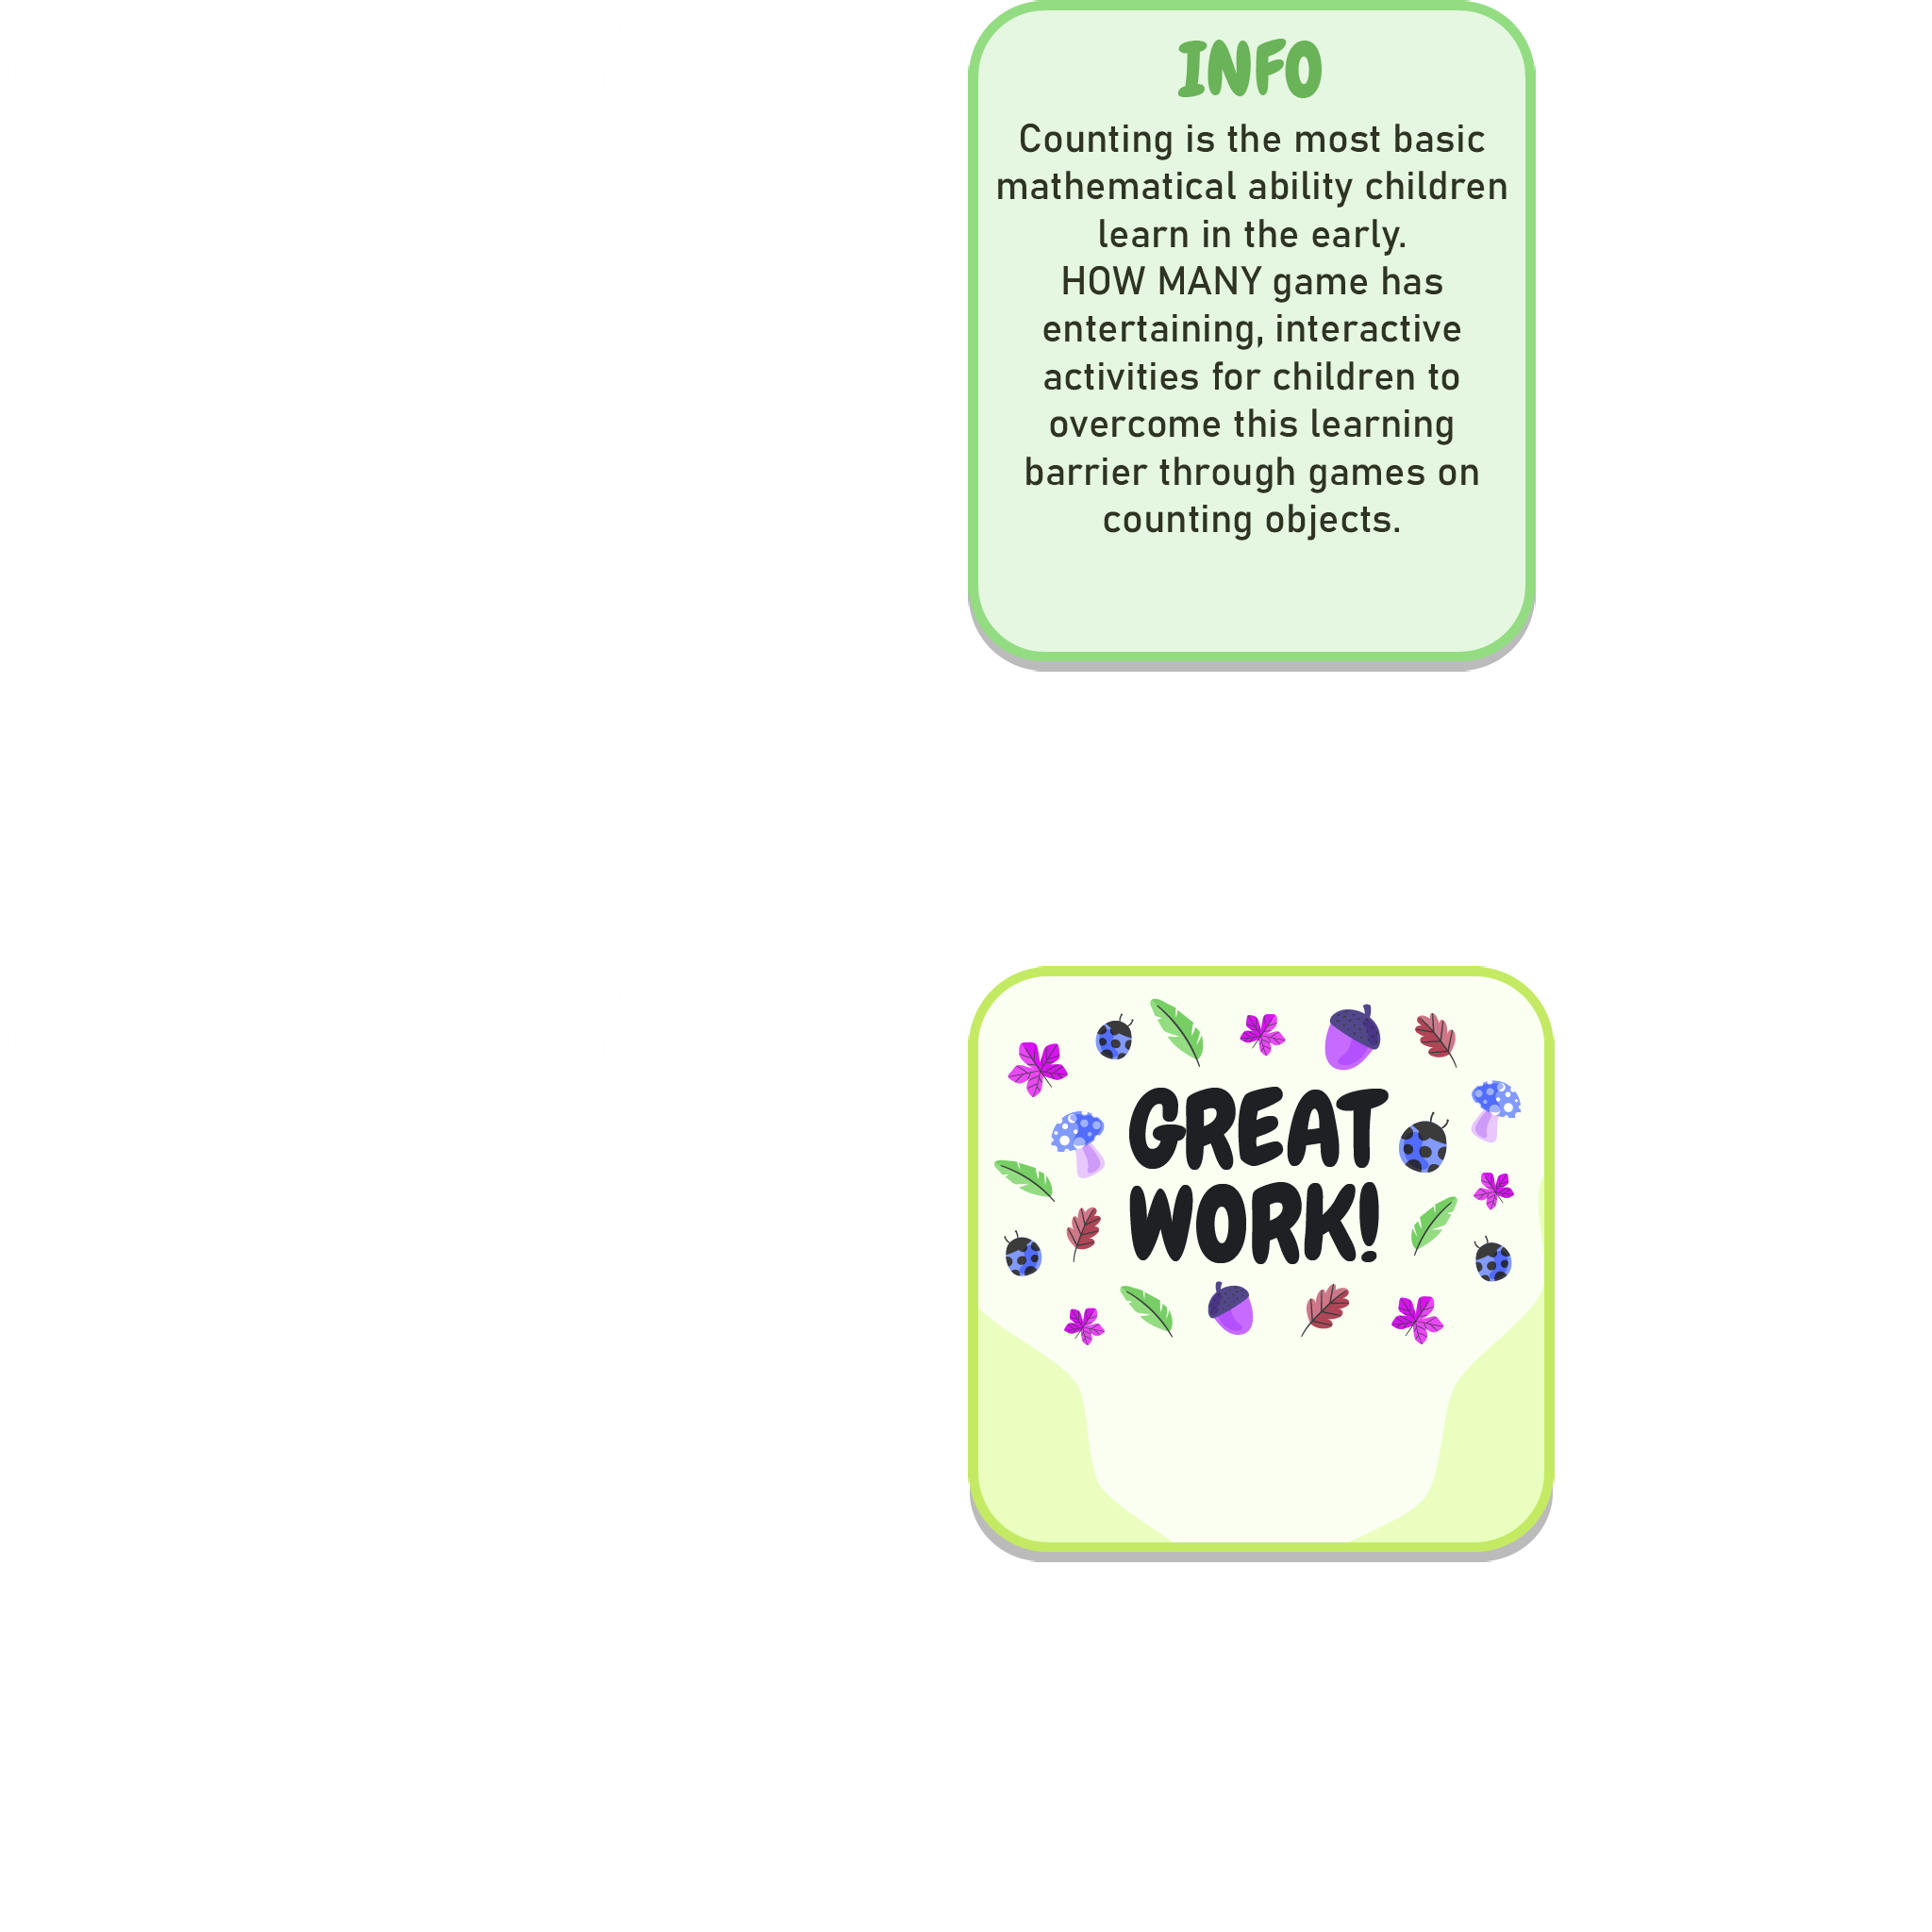 INFO
Counting is the most basic
mathematical ability children
learn in the early.
HOW MANY game has
entertaining, interactive
activities for children to
overcome this learning
barrier through games on
counting objects.
GREAT
WORK!